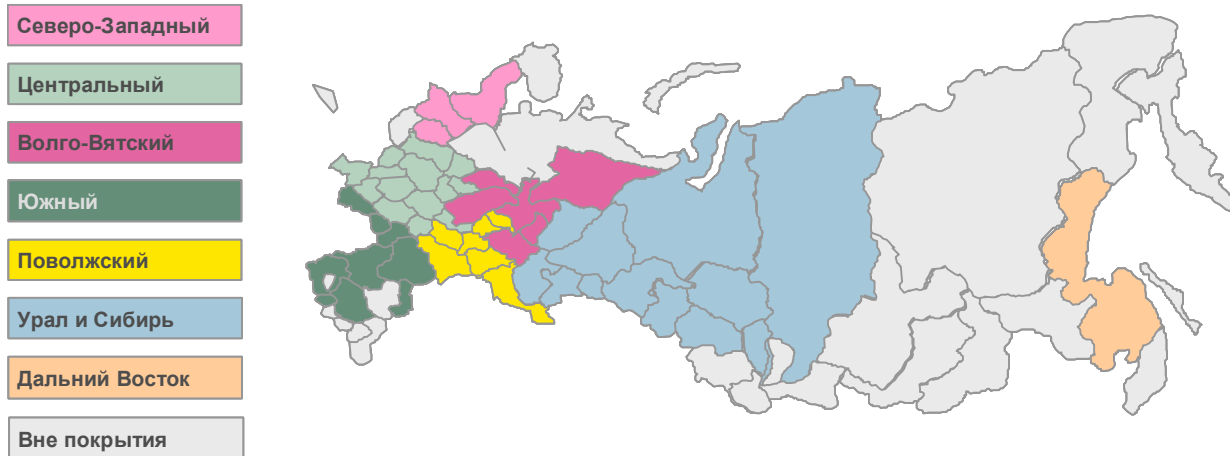 Северо-Западный
Центральный
Волго-Вятский
Южный
Поволжский
Урал и Сибирь
Дальний Восток
Вне покрытия